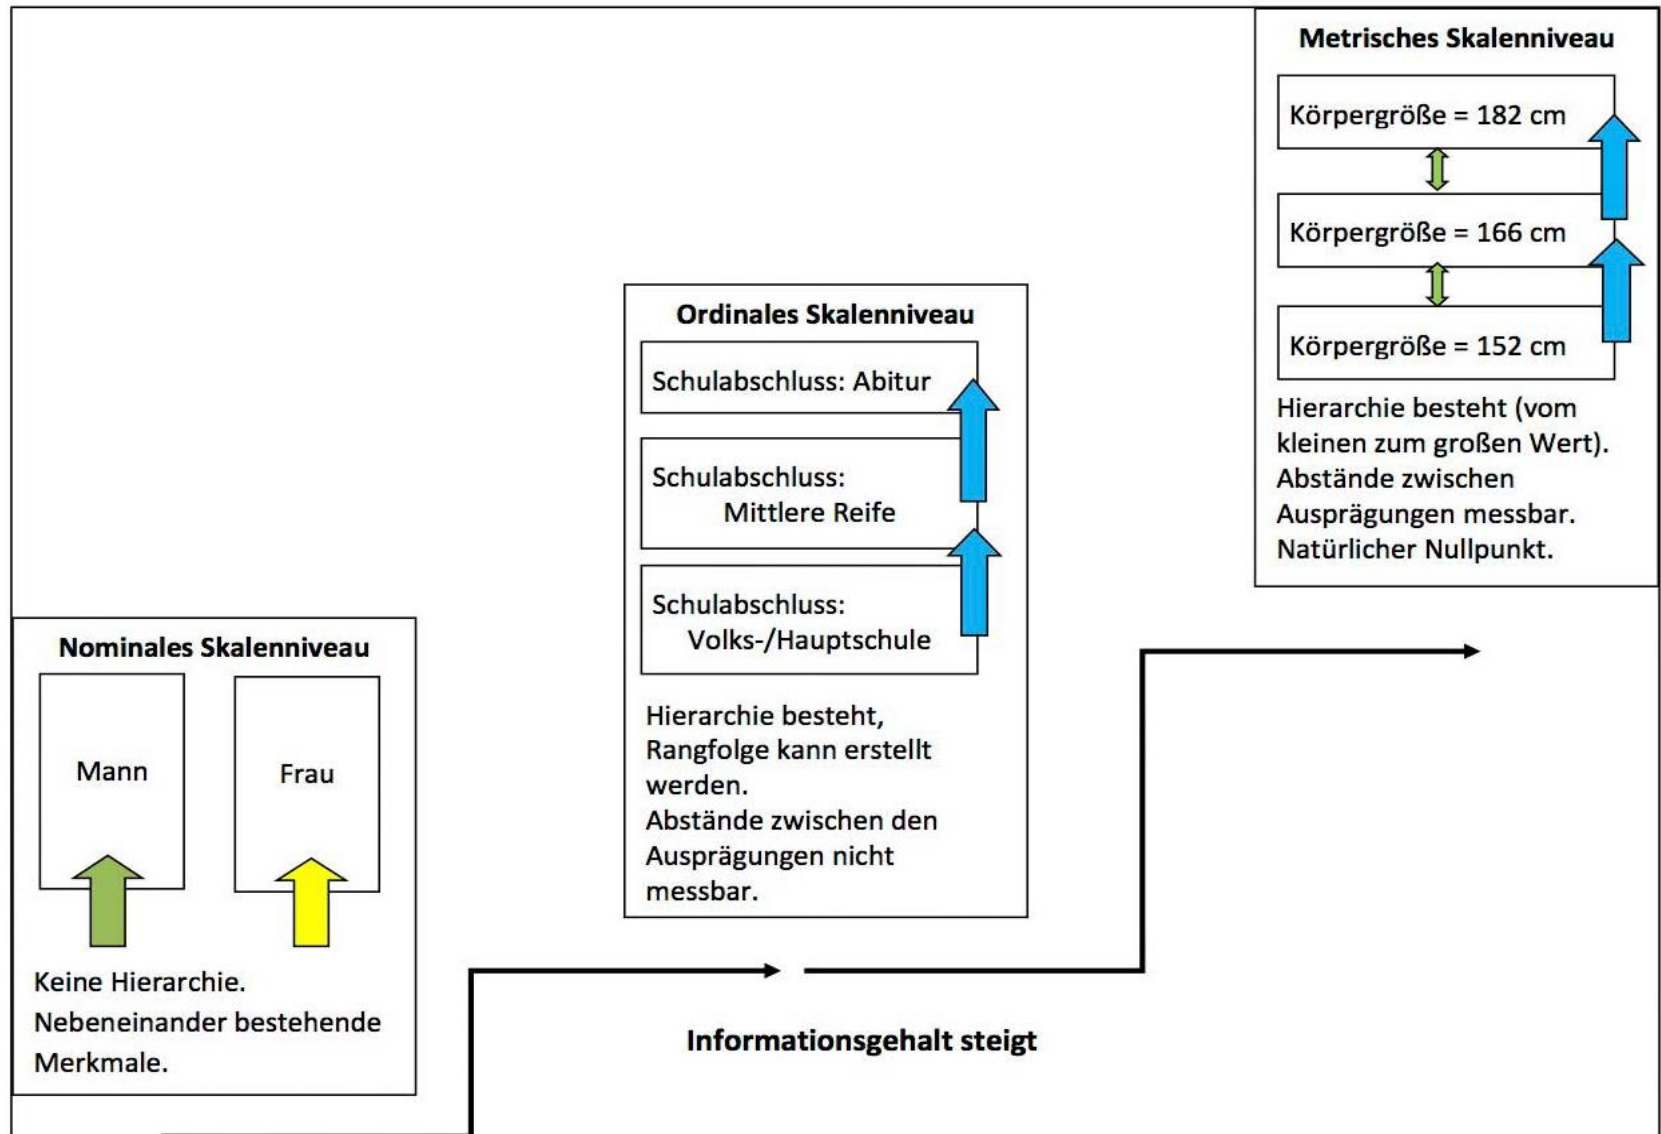 Metrisches Skalenniveau
Körpergröße = 182 cm
Körpergröße = 166 cm
Körpergröße = 152 cm
Hierarchie besteht (vom
kleinen zum großen Wert).
Abstände zwischen
Ausprägungen messbar.
Natürlicher Nullpunkt.
Ordinales Skalenniveau
Schulabschluss: Abitur
Schulabschluss:
Mittlere Reife
Schulabschluss:
Volks-/Hauptschule
Hierarchie besteht,
Rangfolge kann erstellt
werden.
Abstände zwischen den
Ausprägungen nicht
messbar.
Nominales Skalenniveau
Mann
Frau
Keine Hierarchie.
Nebeneinander bestehende
Merkmale.
Informationsgehalt steigt